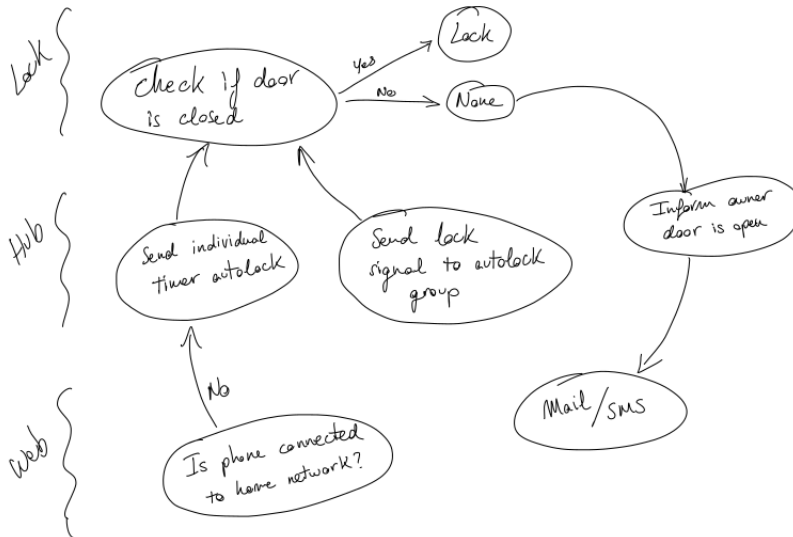 Lock
Check if door
is closed
Yes
No
Lock
None
Hub
Send individual
timer autolock
Send lock
signal to autolock
group
Inform owner
door is open
No
Mail/SMS
Web
Is phone connected
to home network?